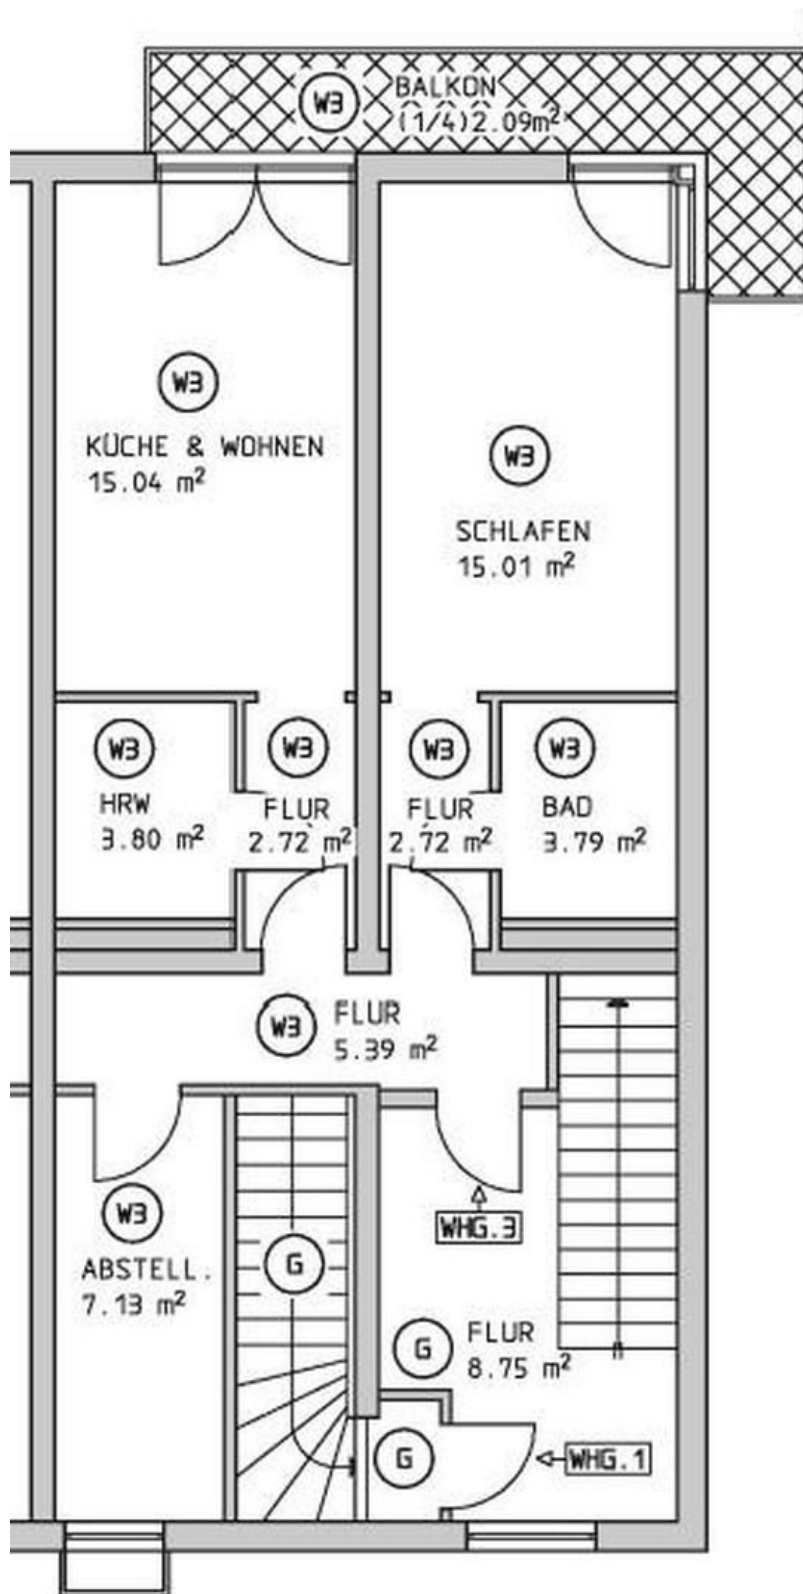 W3
BALKON
(1/4)2.09m²
W3
KÜCHE & WOHNEN
15.04 m²
W3
SCHLAFEN
15.01 m²
W3
HRW
3.80 m²
W3
FLUR
2.72 m²
W3
FLUR
2.72 m²
W3
BAD
3.79 m²
W3
FLUR
5.39 m²
W3
ABSTELL.
7.13 m²
G
WHG.3
G
FLUR
8.75 m²
G
WHG.1